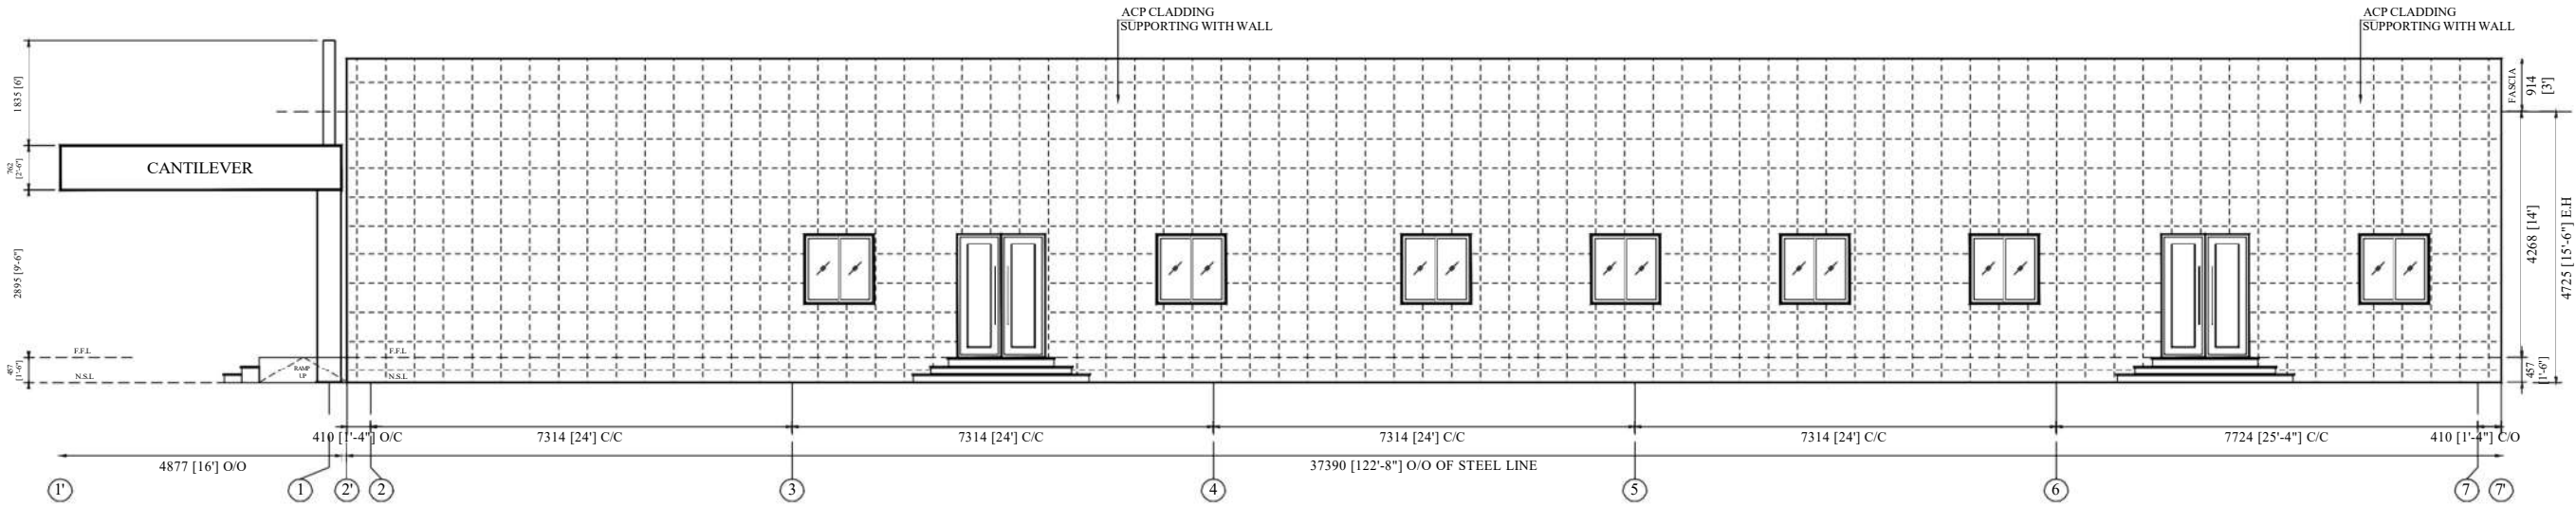 ACP CLADDING
SUPPORTING WITH WALL
ACP CLADDING
SUPPORTING WITH WALL
1835 [6']
762
[2'-6"]
2895 [9'-6"]
457
[1'-6"]
CANTILEVER
FASCIA
914
[3']
4268 [14']
4725 [15'-6"] E.H
457
[1'-6"]
F.F.L
F.F.L
N.S.L
N.S.L
RAMP
UP
410 [1'-4"] O/C
7314 [24'] C/C
7314 [24'] C/C
7314 [24'] C/C
7314 [24'] C/C
7724 [25'-4"] C/C
410 [1'-4"] C/O
4877 [16'] O/O
37390 [122'-8"] O/O OF STEEL LINE
1'
1
2'
2
3
4
5
6
7
7'